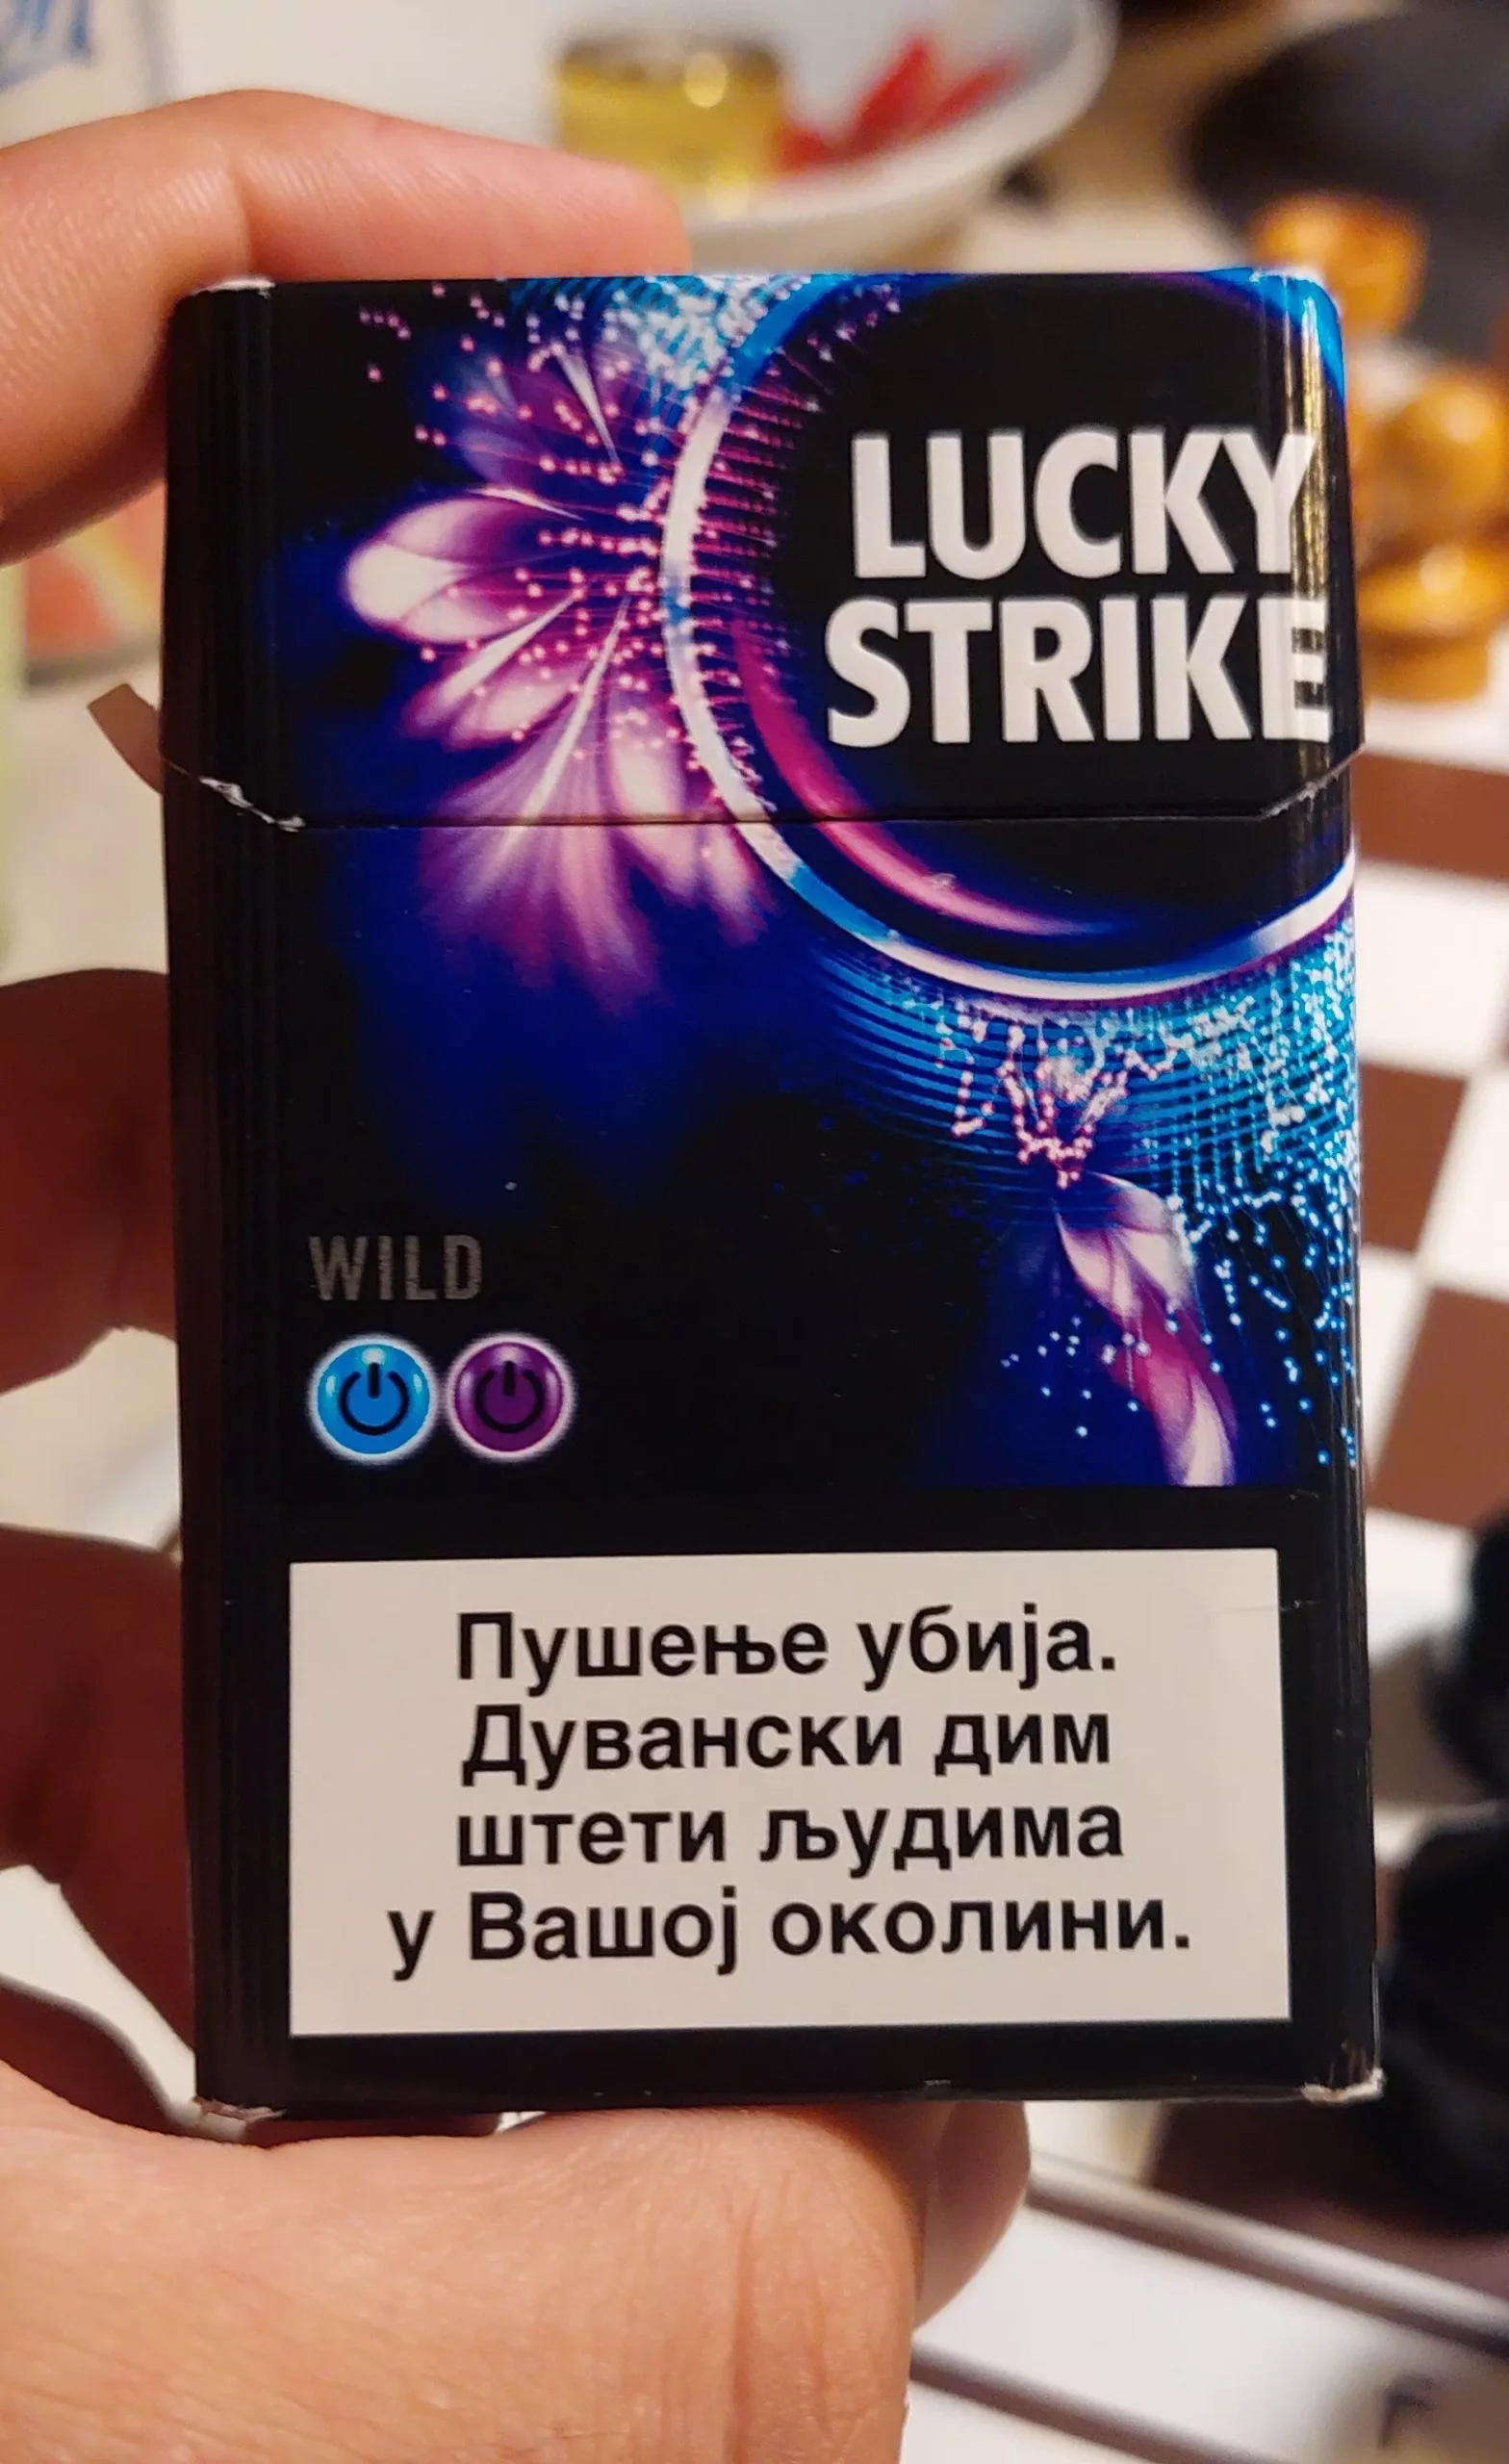 LUCKY
STRIKE
WILD
Пушење убија.
Дувански дим
штети људима
у Вашој околини.